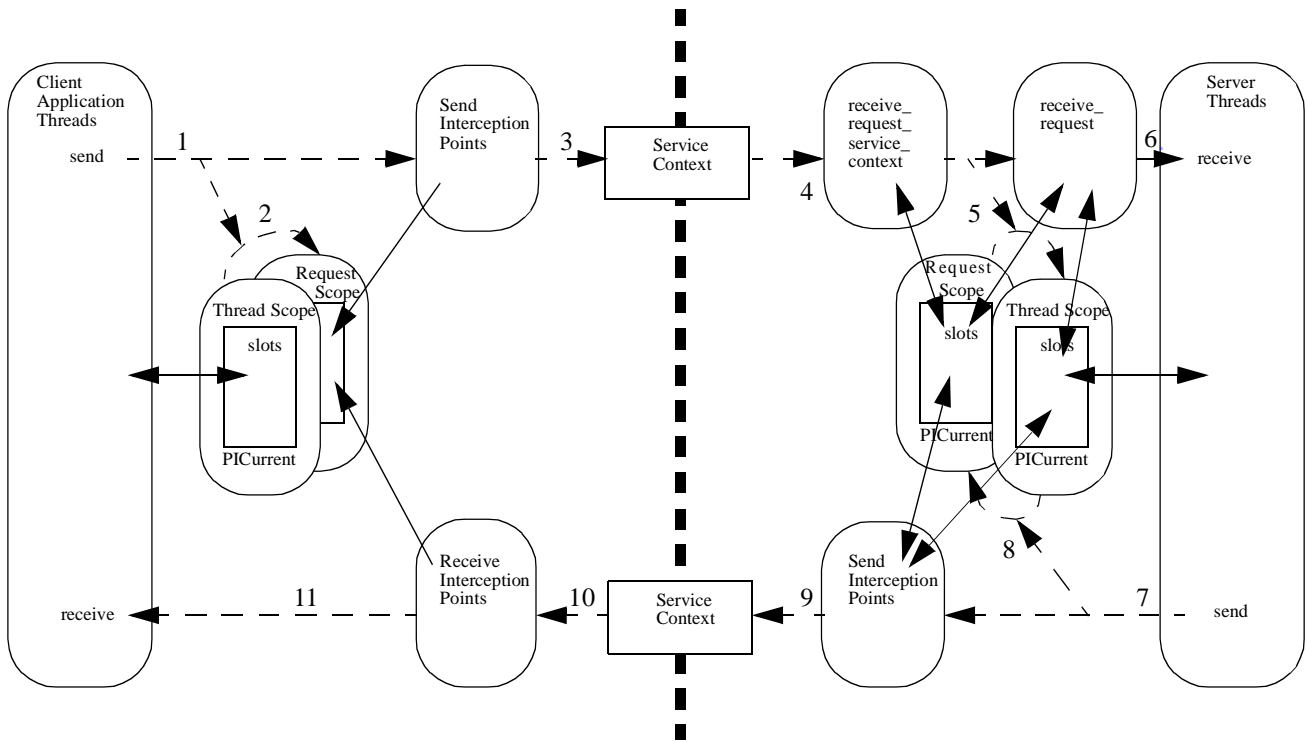 Client
Application
Threads
send
1
2
Send
Interception
Points
3
Service
Context
4
receive_
request_
service_
context
receive_
request
5
6
Server
Threads
receive
Request
Scope
Thread Scope
slots
PICurrent
Request
Scope
slots
PICurrent
Thread Scope
slots
PICurrent
Receive
Interception
Points
receive
11
10
Service
Context
9
Send
Interception
Points
8
7
send